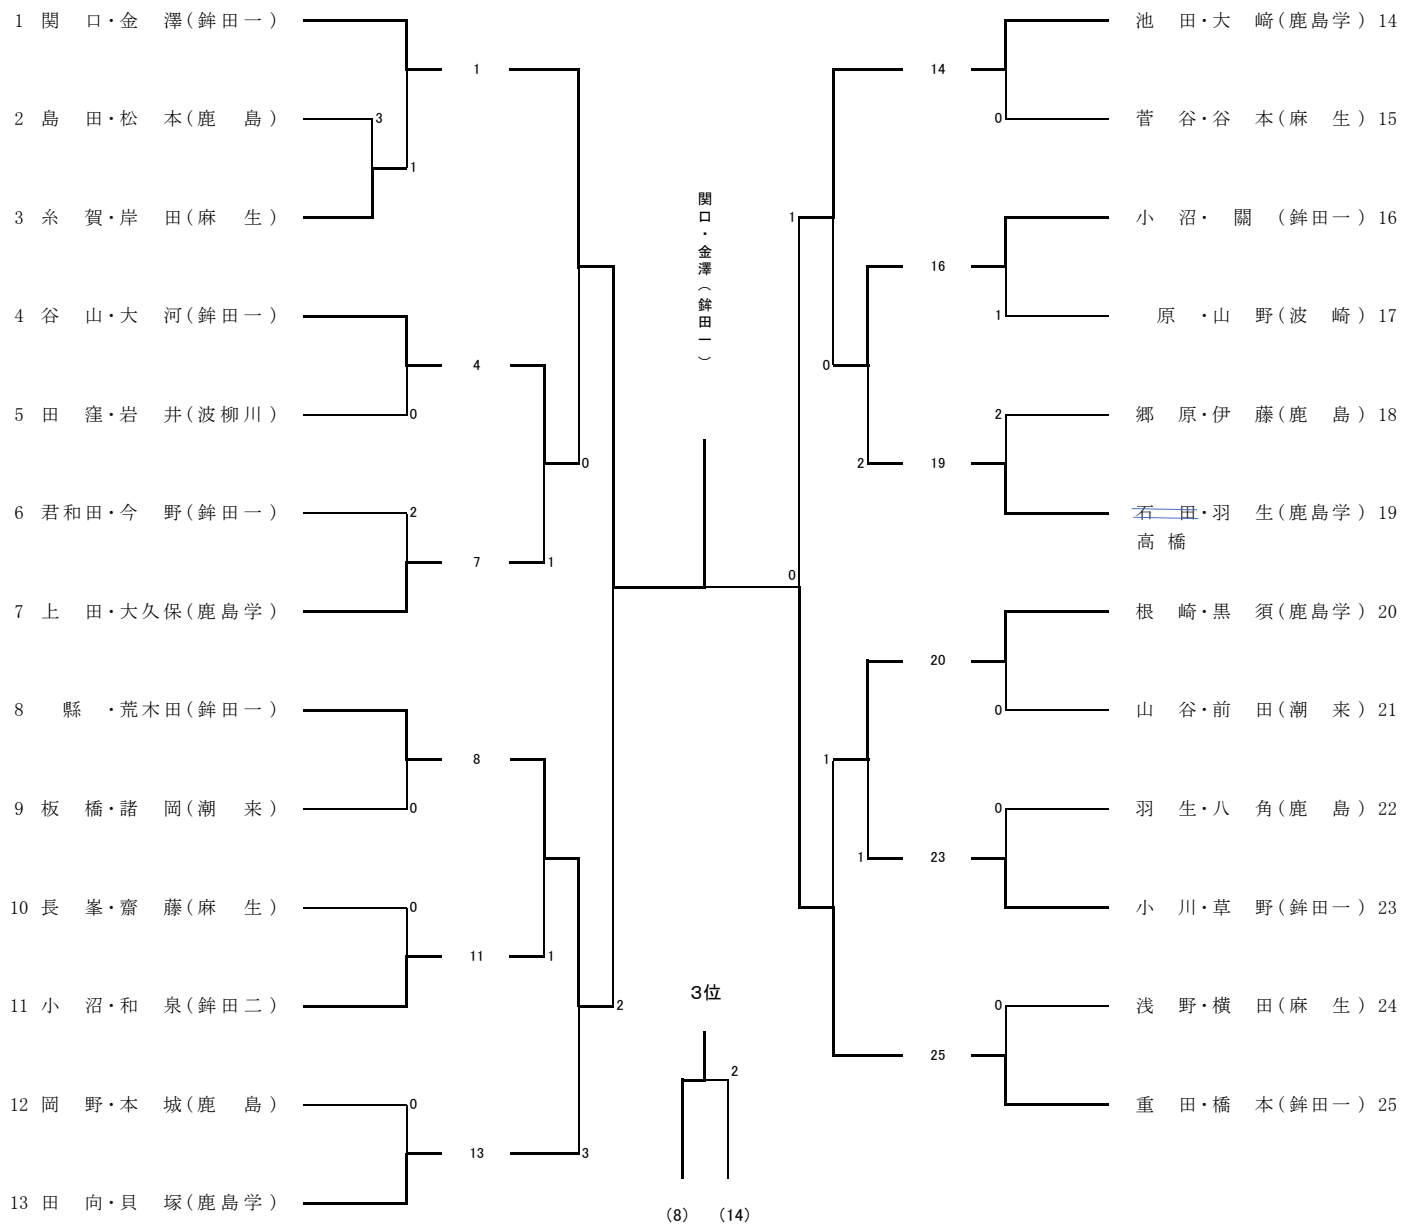 1 関 口・金 澤(鉾田一)
1
2 島 田・松 本(鹿 島)
3
1
3 糸 賀・岸 田(麻 生)
4 谷 山・大 河(鉾田一)
4
5 田 窪・岩 井(波柳川)
0
0
6 君和田・今 野(鉾田一)
2
7
1
7 上 田・大久保(鹿島学)
8 縣 ・荒木田(鉾田一)
8
9 板 橋・諸 岡(潮 来)
0
10 長 峯・齋 藤(麻 生)
0
11
1
11 小 沼・和 泉(鉾田二)
2
12 岡 野・本 城(鹿 島)
0
13
3
13 田 向・貝 塚(鹿島学)
関口・金澤(鉾田一)
3位
2
(8) (14)
池 田・大 﨑(鹿島学) 14
14
0
菅 谷・谷 本(麻 生) 15
1
小 沼・ 關 (鉾田一) 16
16
1
原 ・山 野(波 崎) 17
0
2
郷 原・伊 藤(鹿 島) 18
2
19
石 田・羽 生(鹿島学) 19
高 橋
0
根 崎・黒 須(鹿島学) 20
20
0
山 谷・前 田(潮 来) 21
1
0
羽 生・八 角(鹿 島) 22
1
23
小 川・草 野(鉾田一) 23
0
浅 野・横 田(麻 生) 24
25
重 田・橋 本(鉾田一) 25